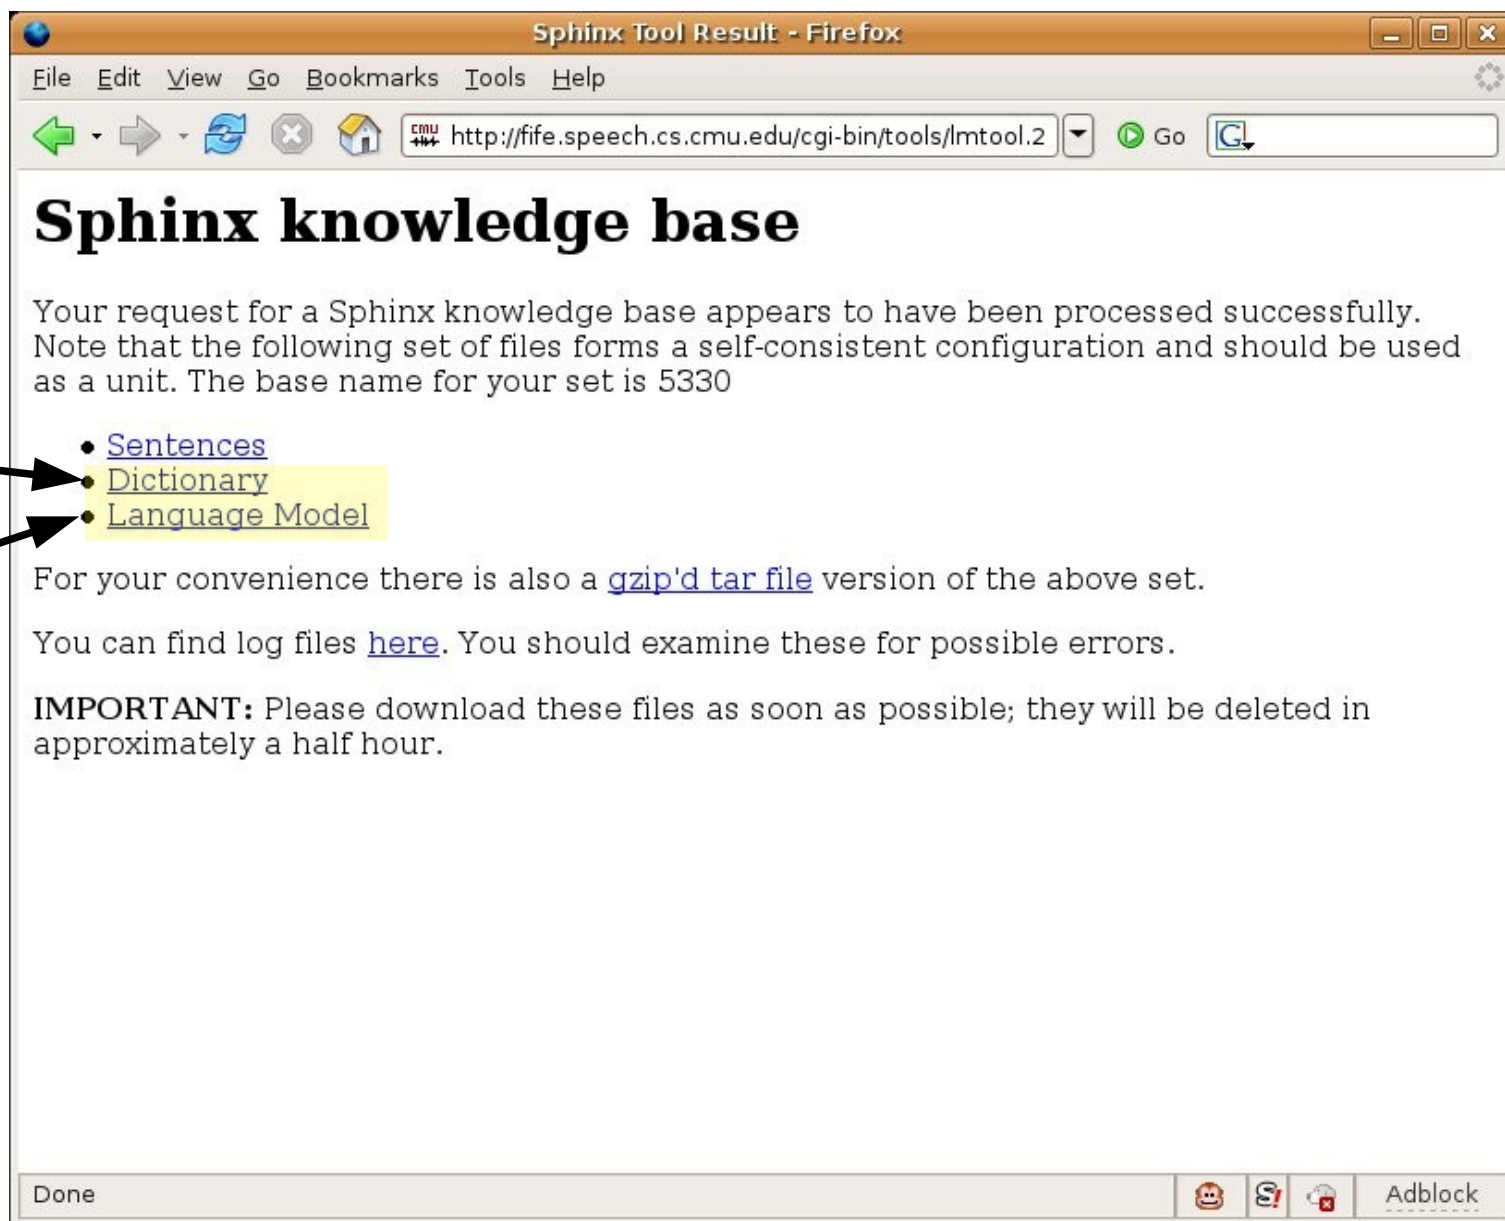 Sphinx Tool Result - Firefox
File Edit View Go Bookmarks Tools Help
CMU http://fife.speech.cs.cmu.edu/cgi-bin/tools/lmtool.2 Go G
Sphinx knowledge base
Your request for a Sphinx knowledge base appears to have been processed successfully.
Note that the following set of files forms a self-consistent configuration and should be used
as a unit. The base name for your set is 5330
Sentences
Dictionary
Language Model
For your convenience there is also a gzip'd tar file version of the above set.
You can find log files here. You should examine these for possible errors.
IMPORTANT: Please download these files as soon as possible; they will be deleted in
approximately a half hour.
Done S! Adblock